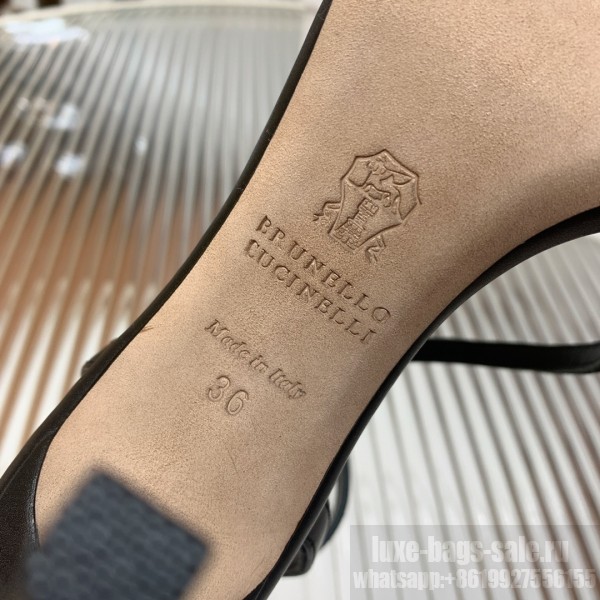 BRUNELLO
CUCINELLI
Made in Italy
36
luxe-bags-sale.ru
whatsapp:+8619927556155